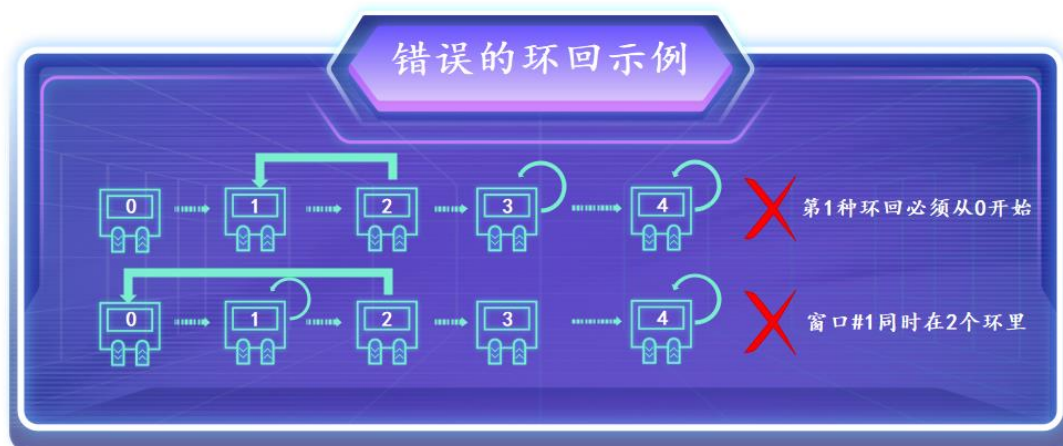 错误的环回示例
0 1 2 3 4 第1种环回必须从0开始
0 1 2 3 4 窗口#1同时在2个环里